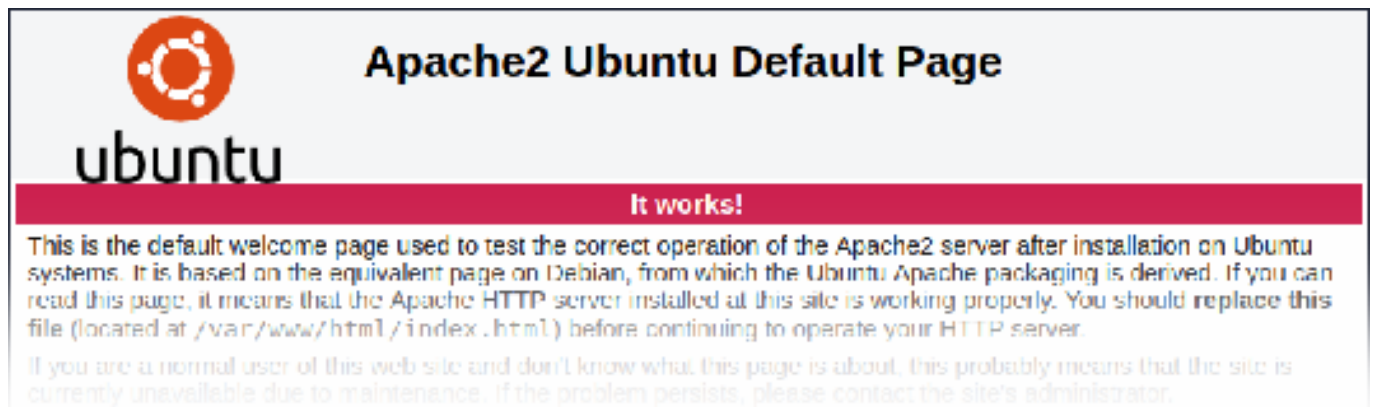 Apache2 Ubuntu Default Page
ubuntu
It works!
This is the default welcome page used to test the correct operation of the Apache2 server after installation on Ubuntu
systems. It is based on the equivalent page on Debian, from which the Ubuntu Apache packaging is derived. If you can
read this page, it means that the Apache HTTP server installed at this site is working properly. You should replace this
file (located at /var/www/html/index.html) before continuing to operate your HTTP server.
If you are a normal user of this web site and don't know what this page is about, this probably means that the site is
currently unavailable due to maintenance. If the problem persists, please contact the site's administrator.